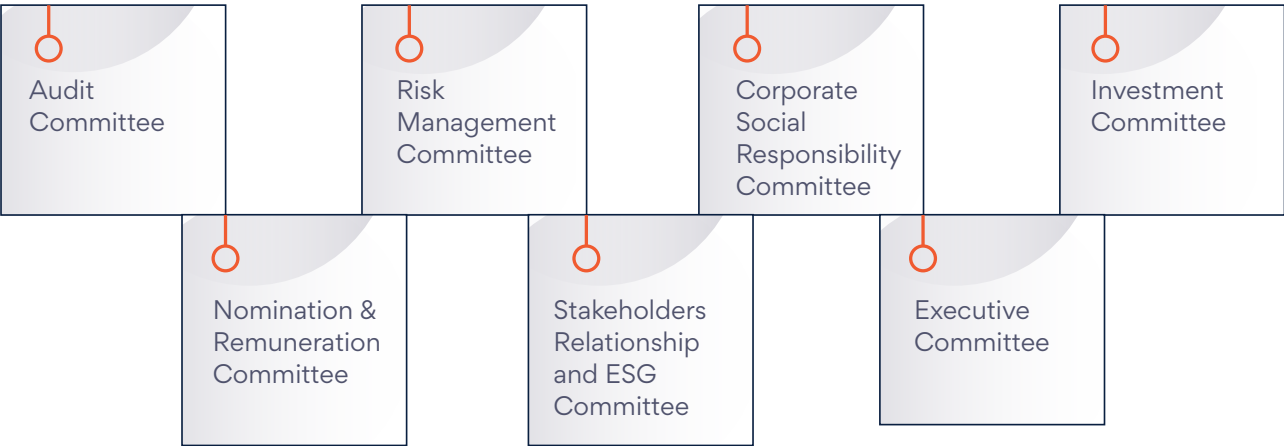 Audit
Committee
Risk
Management
Committee
Corporate
Social
Responsibility
Committee
Investment
Committee
Nomination &
Remuneration
Committee
Stakeholders
Relationship
and ESG
Committee
Executive
Committee